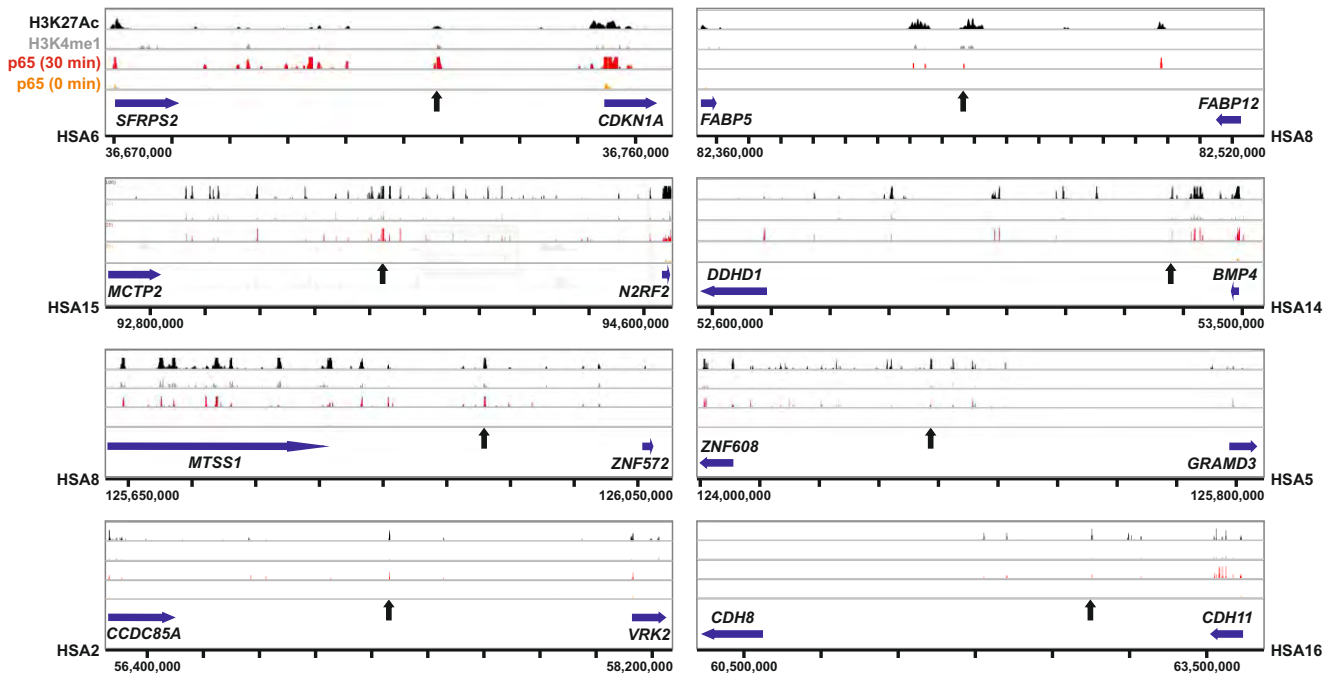 H3K27Ac
H3K4me1
p65 (30 min)
p65 (0 min)
SFRPS2
CDKN1A
HSA6
36,670,000
36,760,000
FABP5
FABP12
HSA8
82,360,000
82,520,000
MCTP2
N2RF2
HSA15
92,800,000
94,600,000
DDHD1
BMP4
HSA14
52,600,000
53,500,000
MTSS1
ZNF572
HSA8
125,650,000
126,050,000
ZNF608
GRAMD3
HSA5
124,000,000
125,800,000
CCDC85A
VRK2
HSA2
56,400,000
58,200,000
CDH8
CDH11
HSA16
60,500,000
63,500,000